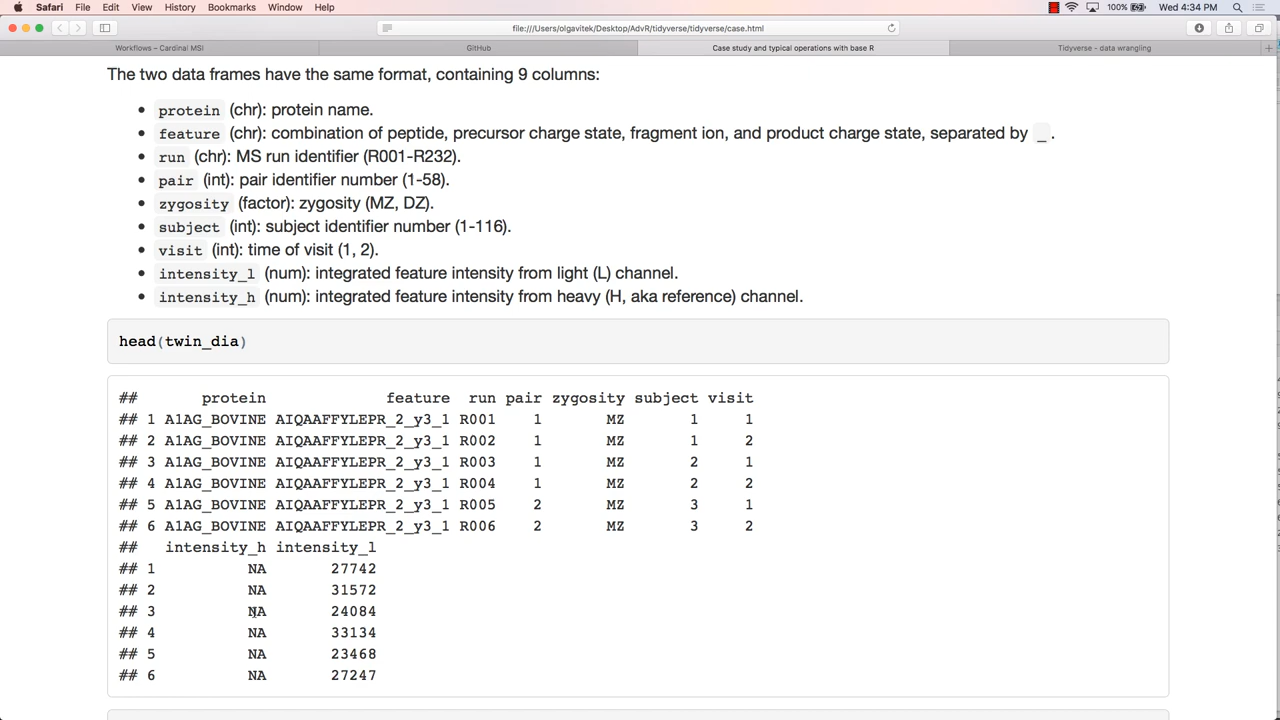 Safari File Edit View History Bookmarks Window Help 100% Wed 4:34 PM
file:///Users/olgavitek/Desktop/AdvR/tidyverse/tidyverse/case.html
Workflows – Cardinal MSI GitHub Case study and typical operations with base R Tidyverse - data wrangling
The two data frames have the same format, containing 9 columns:
• protein (chr): protein name.
• feature (chr): combination of peptide, precursor charge state, fragment ion, and product charge state, separated by _.
• run (chr): MS run identifier (R001-R232).
• pair (int): pair identifier number (1-58).
• zygosity (factor): zygosity (MZ, DZ).
• subject (int): subject identifier number (1-116).
• visit (int): time of visit (1, 2).
• intensity_l (num): integrated feature intensity from light (L) channel.
• intensity_h (num): integrated feature intensity from heavy (H, aka reference) channel.
head(twin_dia)
## protein feature run pair zygosity subject visit
## 1 A1AG_BOVINE AIQAAFFYLEPR_2_y3_1 R001 1 MZ 1 1
## 2 A1AG_BOVINE AIQAAFFYLEPR_2_y3_1 R002 1 MZ 1 2
## 3 A1AG_BOVINE AIQAAFFYLEPR_2_y3_1 R003 1 MZ 2 1
## 4 A1AG_BOVINE AIQAAFFYLEPR_2_y3_1 R004 1 MZ 2 2
## 5 A1AG_BOVINE AIQAAFFYLEPR_2_y3_1 R005 2 MZ 3 1
## 6 A1AG_BOVINE AIQAAFFYLEPR_2_y3_1 R006 2 MZ 3 2
## intensity_h intensity_l
## 1 NA 27742
## 2 NA 31572
## 3 NA 24084
## 4 NA 33134
## 5 NA 23468
## 6 NA 27247